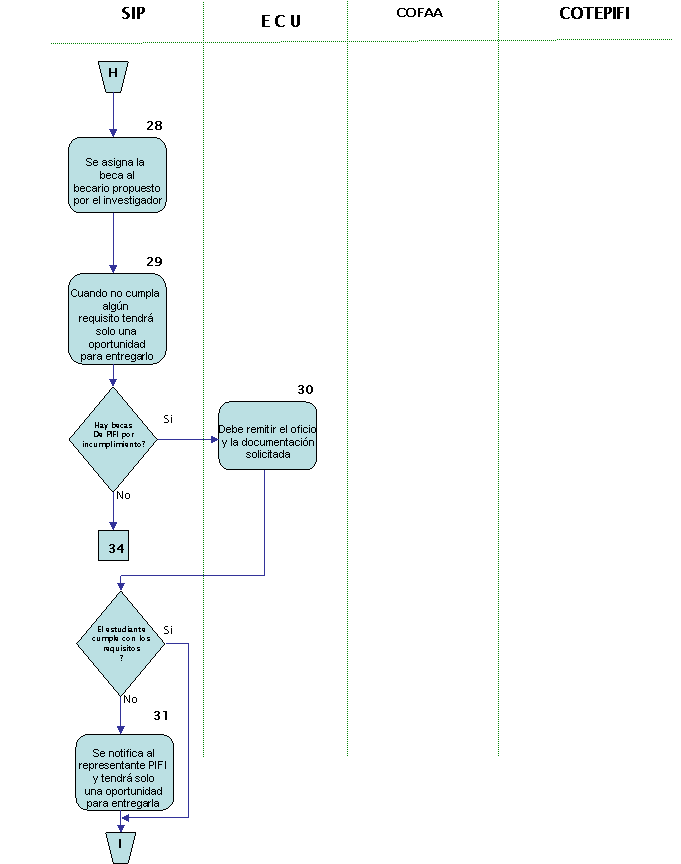 SIP
E C U
COFAA
COTEPIFI
H
28
Se asigna la
beca al
becario propuesto
por el investigador
29
Cuando no cumpla
algún
requisito tendrá
solo una
oportunidad
para entregarlo
Hay becas
De PIFI por
incumplimiento?
Si
30
Debe remitir el oficio
y la documentación
solicitada
No
34
El estudiante
cumple con los
requisitos
?
Si
No
31
Se notifica al
representante PIFI
y tendrá solo
una oportunidad
para entregarla
I